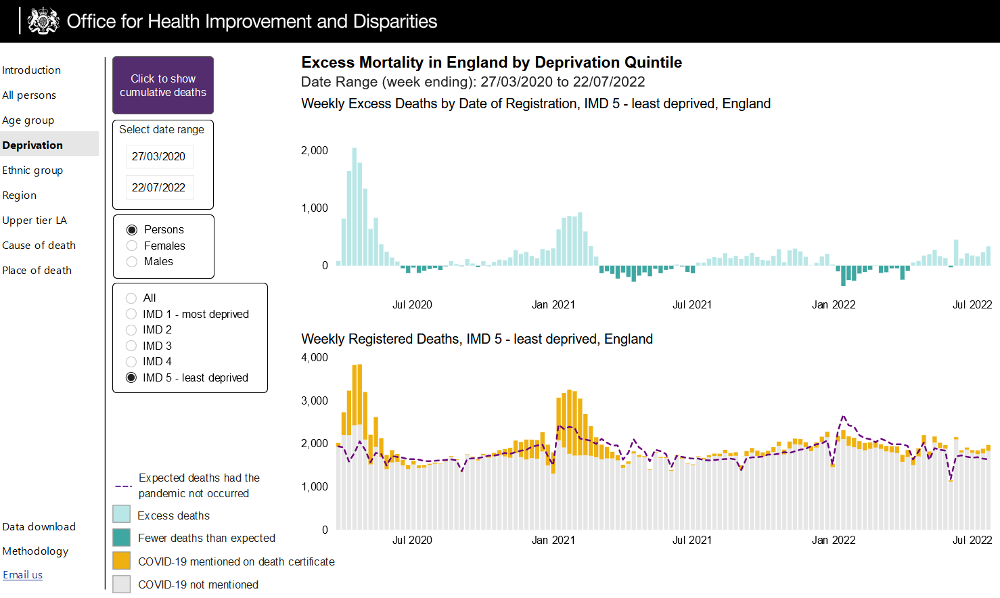 Office for Health Improvement and Disparities
Introduction
All persons
Age group
Deprivation
Ethnic group
Region
Upper tier LA
Cause of death
Place of death
Data download
Methodology
Email us
Click to show
cumulative deaths
Select date range
27/03/2020
22/07/2022
Persons
Females
Males
All
IMD 1 - most deprived
IMD 2
IMD 3
IMD 4
IMD 5 - least deprived
Expected deaths had the
pandemic not occurred
Excess deaths
Fewer deaths than expected
COVID-19 mentioned on death certificate
COVID-19 not mentioned
Excess Mortality in England by Deprivation Quintile
Date Range (week ending): 27/03/2020 to 22/07/2022
Weekly Excess Deaths by Date of Registration, IMD 5 - least deprived, England
2,000
1,000
0
Jul 2020 Jan 2021 Jul 2021 Jan 2022 Jul 2022
Weekly Registered Deaths, IMD 5 - least deprived, England
4,000
3,000
2,000
1,000
0
Jul 2020 Jan 2021 Jul 2021 Jan 2022 Jul 2022